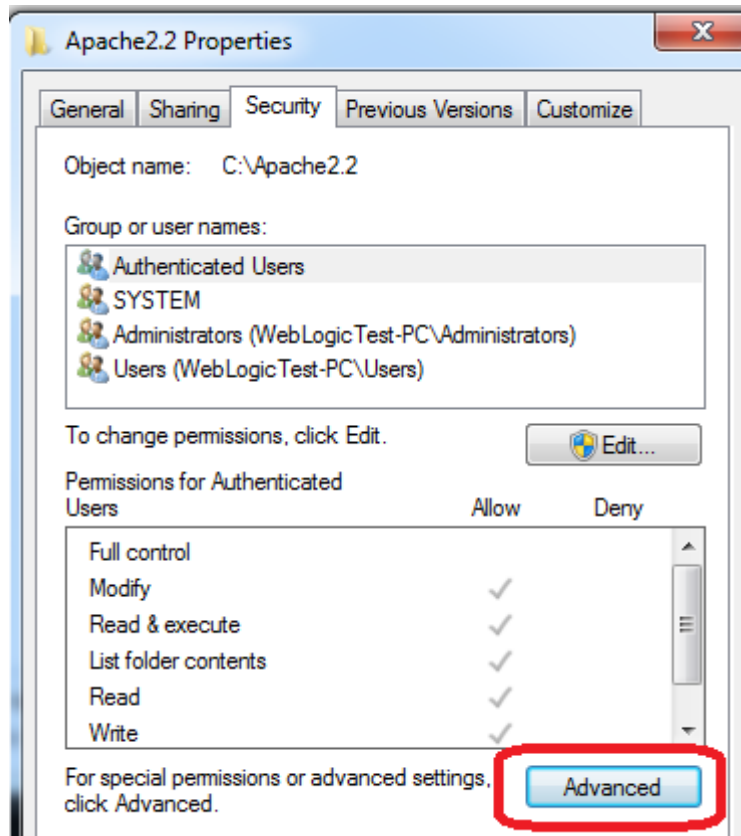 Apache2.2 Properties
General Sharing Security Previous Versions Customize
Object name: C:\Apache2.2
Group or user names:
Authenticated Users
SYSTEM
Administrators (WebLogicTest-PC\Administrators)
Users (WebLogicTest-PC\Users)
To change permissions, click Edit.
Edit...
Permissions for Authenticated
Users Allow Deny
Full control
Modify
Read & execute
List folder contents
Read
Write
For special permissions or advanced settings,
click Advanced.
Advanced